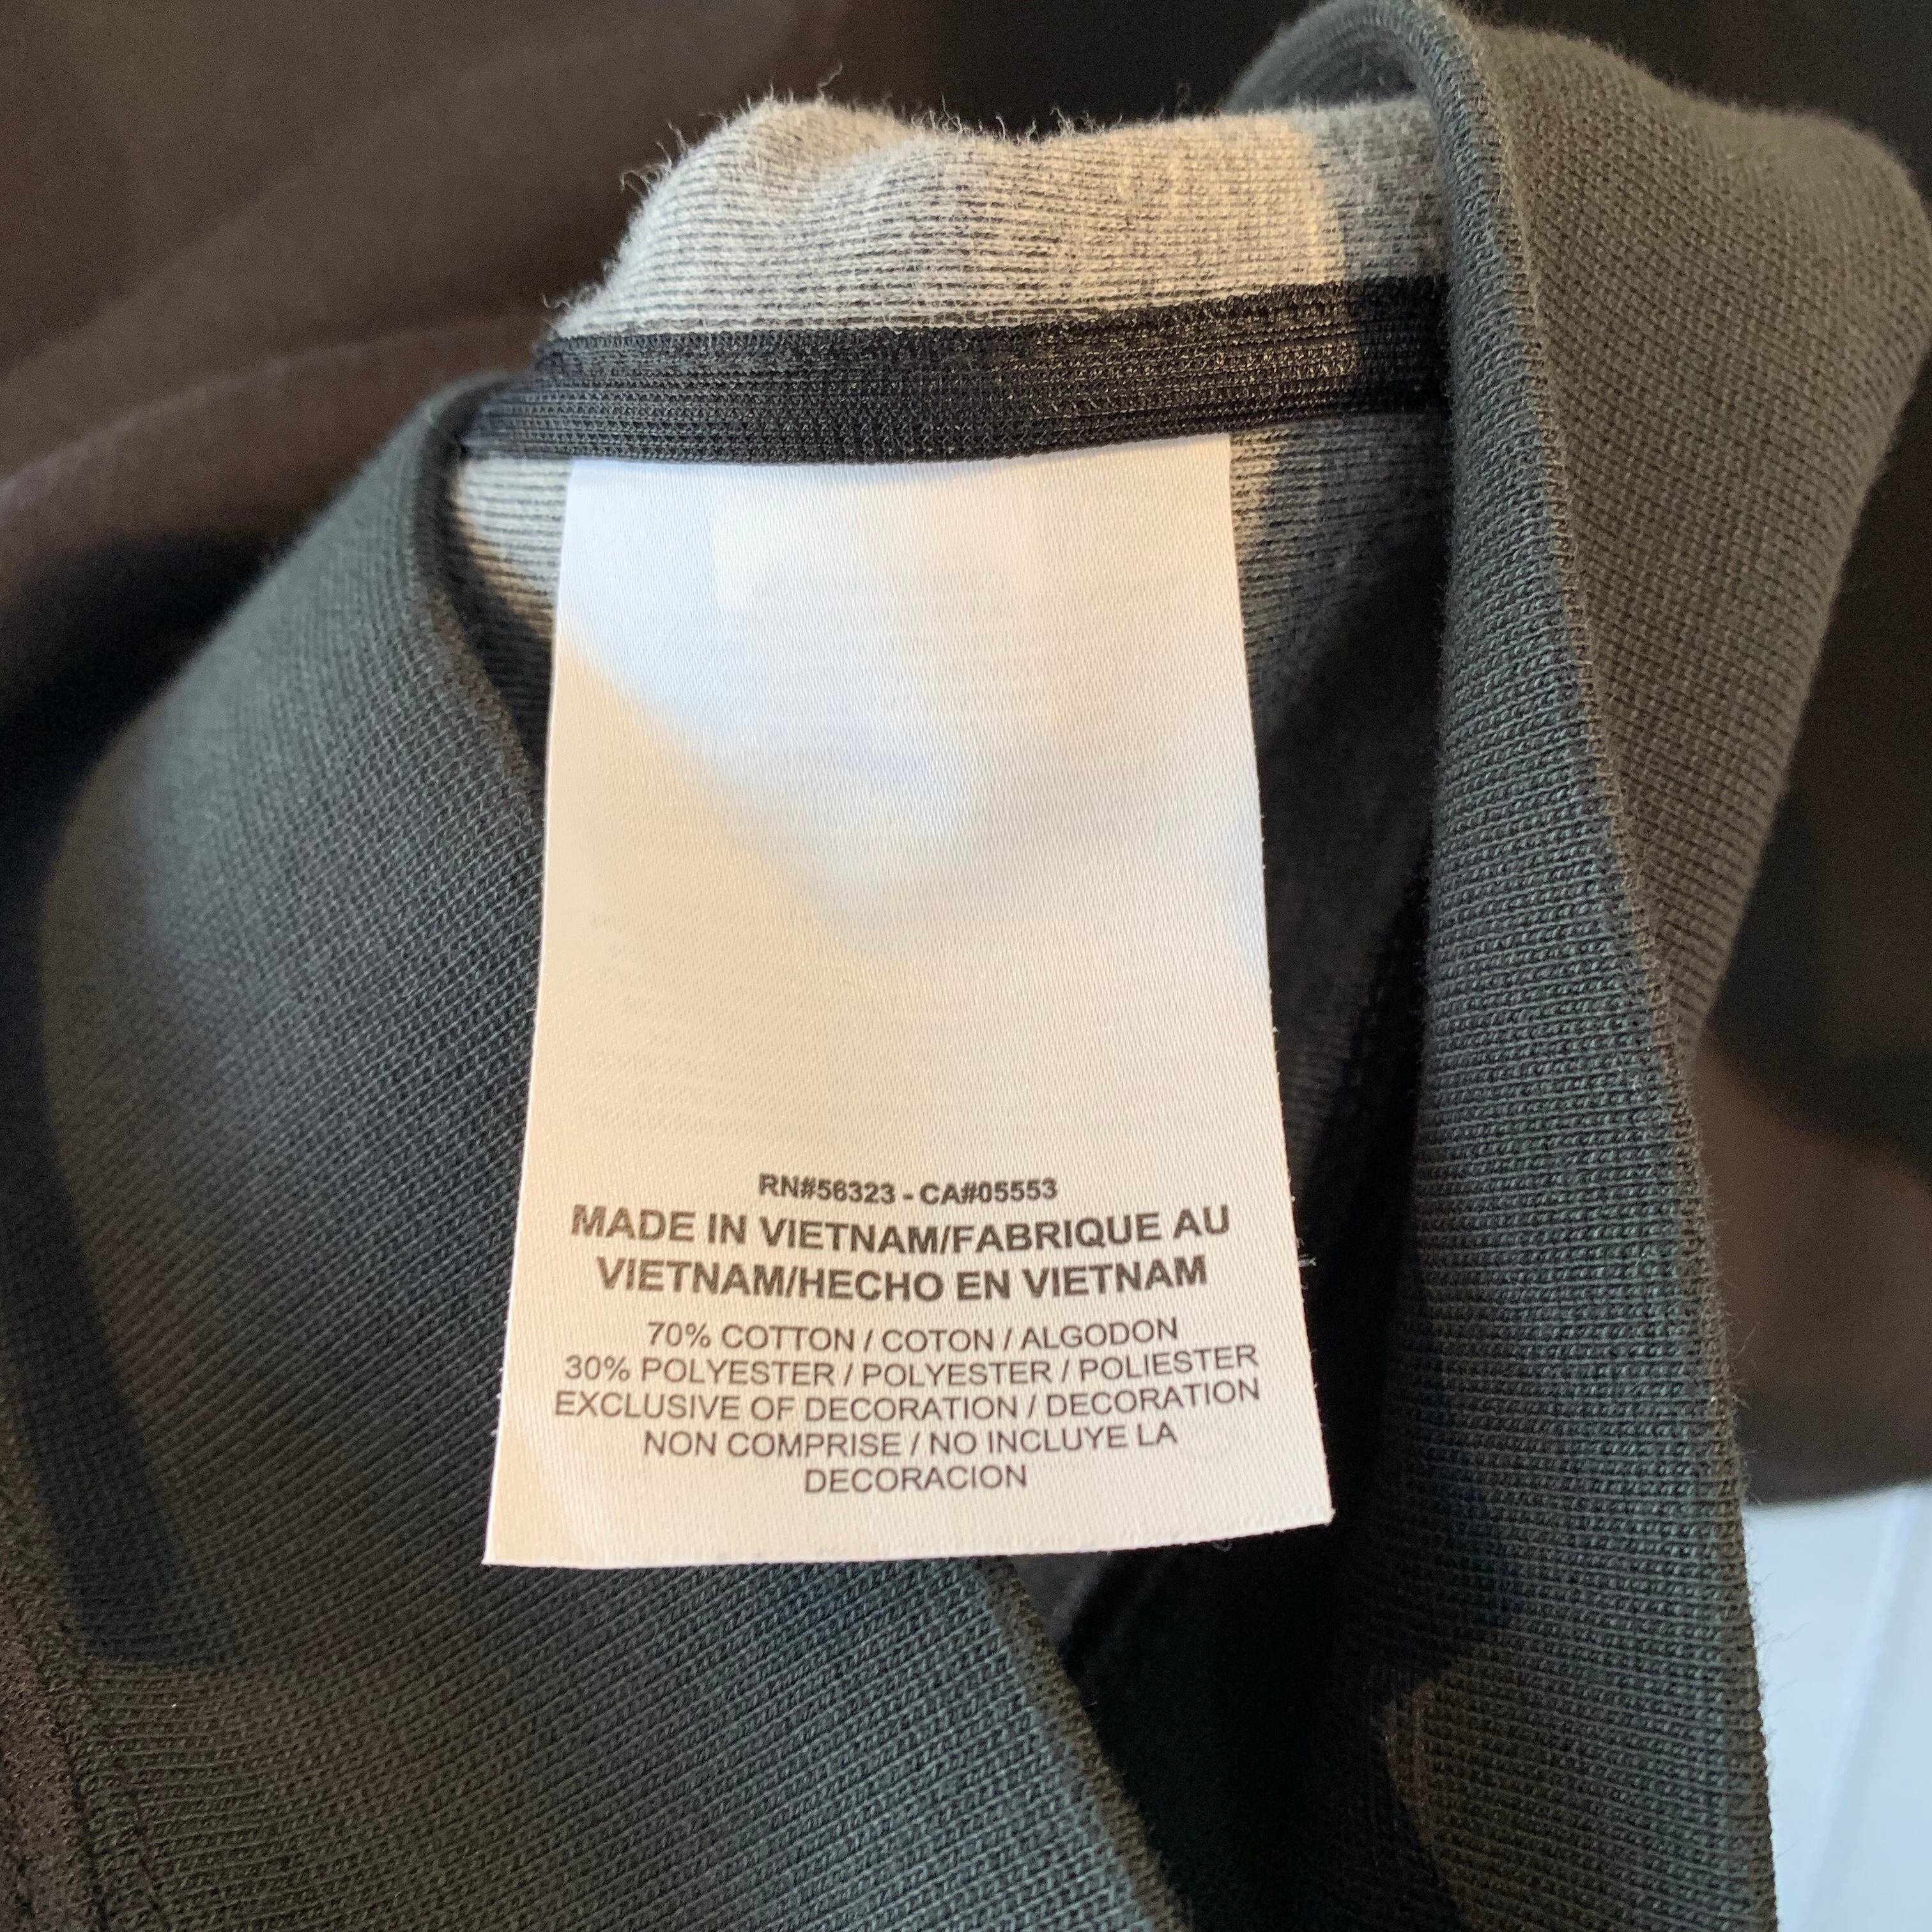 RN#56323 - CA#05553
MADE IN VIETNAM/FABRIQUE AU
VIETNAM/HECHO EN VIETNAM
70% COTTON / COTON / ALGODON
30% POLYESTER / POLYESTER / POLIESTER
EXCLUSIVE OF DECORATION / DECORATION
NON COMPRISE / NO INCLUYE LA
DECORACION